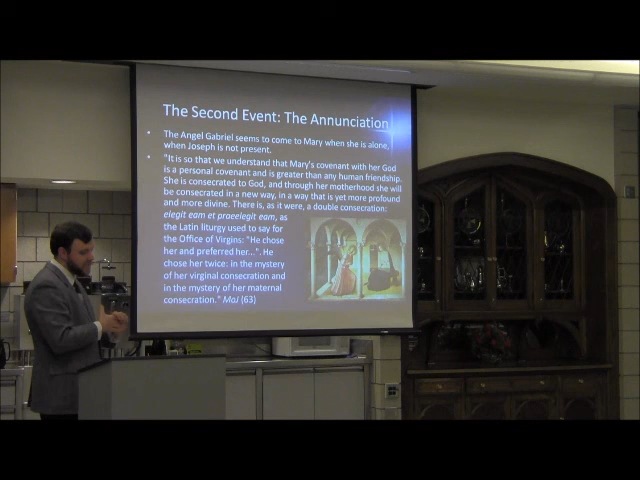 The Second Event: The Annunciation
• The Angel Gabriel seems to come to Mary when she is alone,
when Joseph is not present.
• "It is so that we understand that Mary's covenant with her God
is a personal covenant and is greater than any human friendship.
She is consecrated to God, and through her motherhood she will
be consecrated in a new way, in a way that is yet more profound
and more divine. There is, as it were, a double consecration:
elegit eam et praeelegit eam, as
the Latin liturgy used to say for
the Office of Virgins: "He chose
her and preferred her...". He
chose her twice: in the mystery
of her virginal consecration and
in the mystery of her maternal
consecration." MaJ (63)